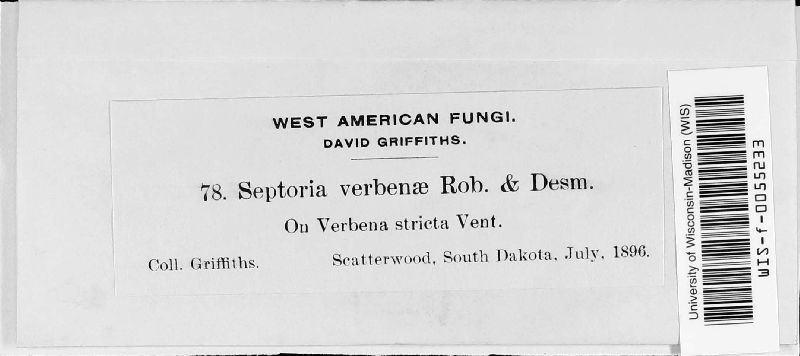 WEST AMERICAN FUNGI.
DAVID GRIFFITHS.
78. Septoria verbenæ Rob. & Desm.
On Verbena stricta Vent.
Coll. Griffiths. Scatterwood, South Dakota, July, 1896.
University of Wisconsin-Madison (WIS)
WIS-f-0055233